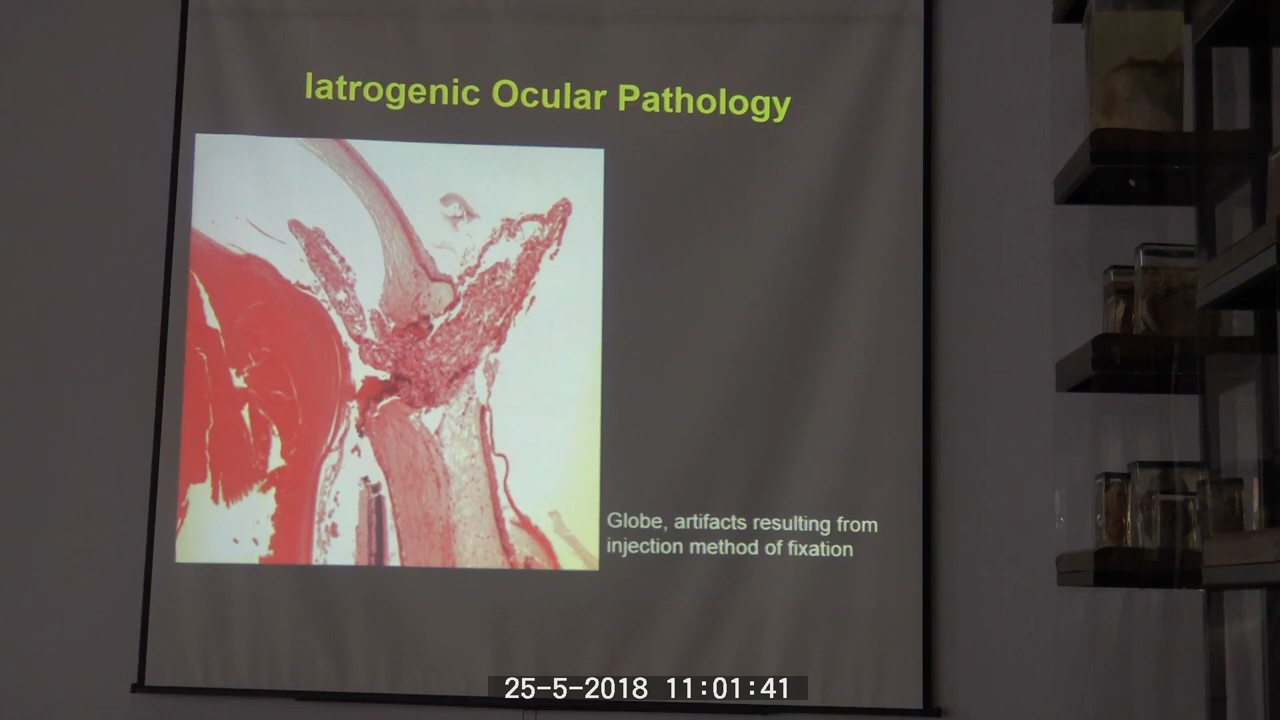 Iatrogenic Ocular Pathology
Globe, artifacts resulting from
injection method of fixation
25-5-2018 11:01:41